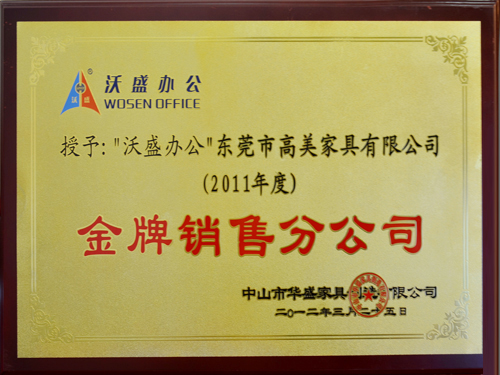 沃盛办公
WOSEN OFFICE
授予:"沃盛办公"东莞市高美家具有限公司
(2011年度)
金牌销售分公司
中山市华盛家具制造有限公司
二〇一二年三月二十五日